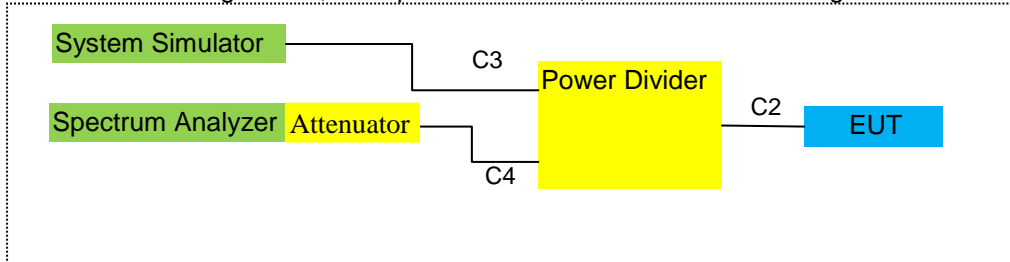 System Simulator
C3
Power Divider
C2
Spectrum Analyzer Attenuator
EUT
C4